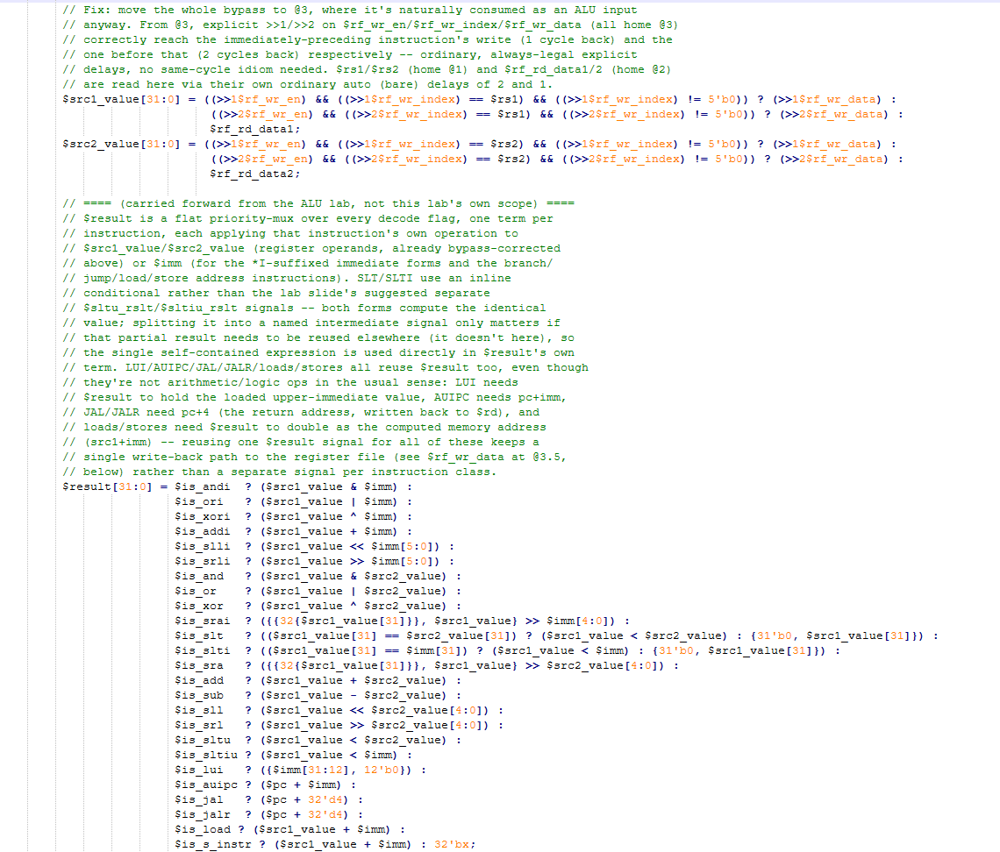 // Fix: move the whole bypass to @3, where it's naturally consumed as an ALU input
// anyway. From @3, explicit >>1/>>2 on $rf_wr_en/$rf_wr_index/$rf_wr_data (all home @3)
// correctly reach the immediately-preceding instruction's write (1 cycle back) and the
// one before that (2 cycles back) respectively -- ordinary, always-legal explicit
// delays, no same-cycle idiom needed. $rs1/$rs2 (home @1) and $rf_rd_data1/2 (home @2)
// are read here via their own ordinary auto (bare) delays of 2 and 1.
$src1_value[31:0] = ((>>1$rf_wr_en) && ((>>1$rf_wr_index) == $rs1) && ((>>1$rf_wr_index) != 5'b0)) ? (>>1$rf_wr_data) :
((>>2$rf_wr_en) && ((>>2$rf_wr_index) == $rs1) && ((>>2$rf_wr_index) != 5'b0)) ? (>>2$rf_wr_data) :
$rf_rd_data1;
$src2_value[31:0] = ((>>1$rf_wr_en) && ((>>1$rf_wr_index) == $rs2) && ((>>1$rf_wr_index) != 5'b0)) ? (>>1$rf_wr_data) :
((>>2$rf_wr_en) && ((>>2$rf_wr_index) == $rs2) && ((>>2$rf_wr_index) != 5'b0)) ? (>>2$rf_wr_data) :
$rf_rd_data2;
// ==== (carried forward from the ALU lab, not this lab's own scope) ====
// $result is a flat priority-mux over every decode flag, one term per
// instruction, each applying that instruction's own operation to
// $src1_value/$src2_value (register operands, already bypass-corrected
// above) or $imm (for the *I-suffixed immediate forms and the branch/
// jump/load/store address instructions). SLT/SLTI use an inline
// conditional rather than the lab slide's suggested separate
// $sltu_rslt/$sltiu_rslt signals -- both forms compute the identical
// value; splitting it into a named intermediate signal only matters if
// that partial result needs to be reused elsewhere (it doesn't here), so
// the single self-contained expression is used directly in $result's own
// term. LUI/AUIPC/JAL/JALR/loads/stores all reuse $result too, even though
// they're not arithmetic/logic ops in the usual sense: LUI needs
// $result to hold the loaded upper-immediate value, AUIPC needs pc+imm,
// JAL/JALR need pc+4 (the return address, written back to $rd), and
// loads/stores need $result to double as the computed memory address
// (src1+imm) -- reusing one $result signal for all of these keeps a
// single write-back path to the register file (see $rf_wr_data at @3.5,
// below) rather than a separate signal per instruction class.
$result[31:0] = $is_andi ? ($src1_value & $imm) :
$is_ori ? ($src1_value | $imm) :
$is_xori ? ($src1_value ^ $imm) :
$is_addi ? ($src1_value + $imm) :
$is_slli ? ($src1_value << $imm[5:0]) :
$is_srli ? ($src1_value >> $imm[5:0]) :
$is_and ? ($src1_value & $src2_value) :
$is_or ? ($src1_value | $src2_value) :
$is_xor ? ($src1_value ^ $src2_value) :
$is_srai ? ({{32{$src1_value[31]}}, $src1_value} >> $imm[4:0]) :
$is_slt ? (($src1_value[31] == $src2_value[31]) ? ($src1_value < $src2_value) : {31'b0, $src1_value[31]}) :
$is_slti ? (($src1_value[31] == $imm[31]) ? ($src1_value < $imm) : {31'b0, $src1_value[31]}) :
$is_sra ? ({{32{$src1_value[31]}}, $src1_value} >> $src2_value[4:0]) :
$is_add ? ($src1_value + $src2_value) :
$is_sub ? ($src1_value - $src2_value) :
$is_sll ? ($src1_value << $src2_value[4:0]) :
$is_srl ? ($src1_value >> $src2_value[4:0]) :
$is_sltu ? ($src1_value < $src2_value) :
$is_sltiu ? ($src1_value < $imm) :
$is_lui ? ({$imm[31:12], 12'b0}) :
$is_auipc ? ($pc + $imm) :
$is_jal ? ($pc + 32'd4) :
$is_jalr ? ($pc + 32'd4) :
$is_load ? ($src1_value + $imm) :
$is_s_instr ? ($src1_value + $imm) : 32'bx;